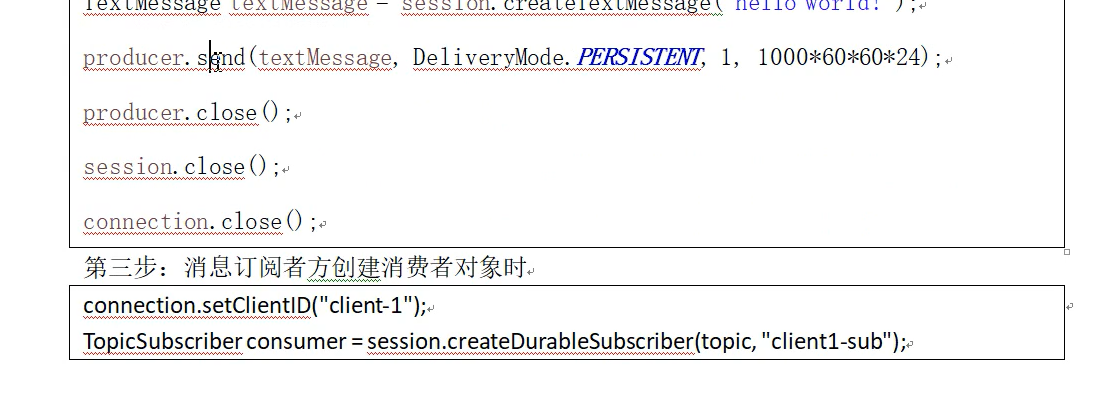 TextMessage textMessage = session.createTextMessage("hello world!");
producer.send(textMessage, DeliveryMode.PERSISTENT, 1, 1000*60*60*24);
producer.close();
session.close();
connection.close();
第三步：消息订阅者方创建消费者对象时
connection.setClientID("client-1");
TopicSubscriber consumer = session.createDurableSubscriber(topic, "client1-sub");